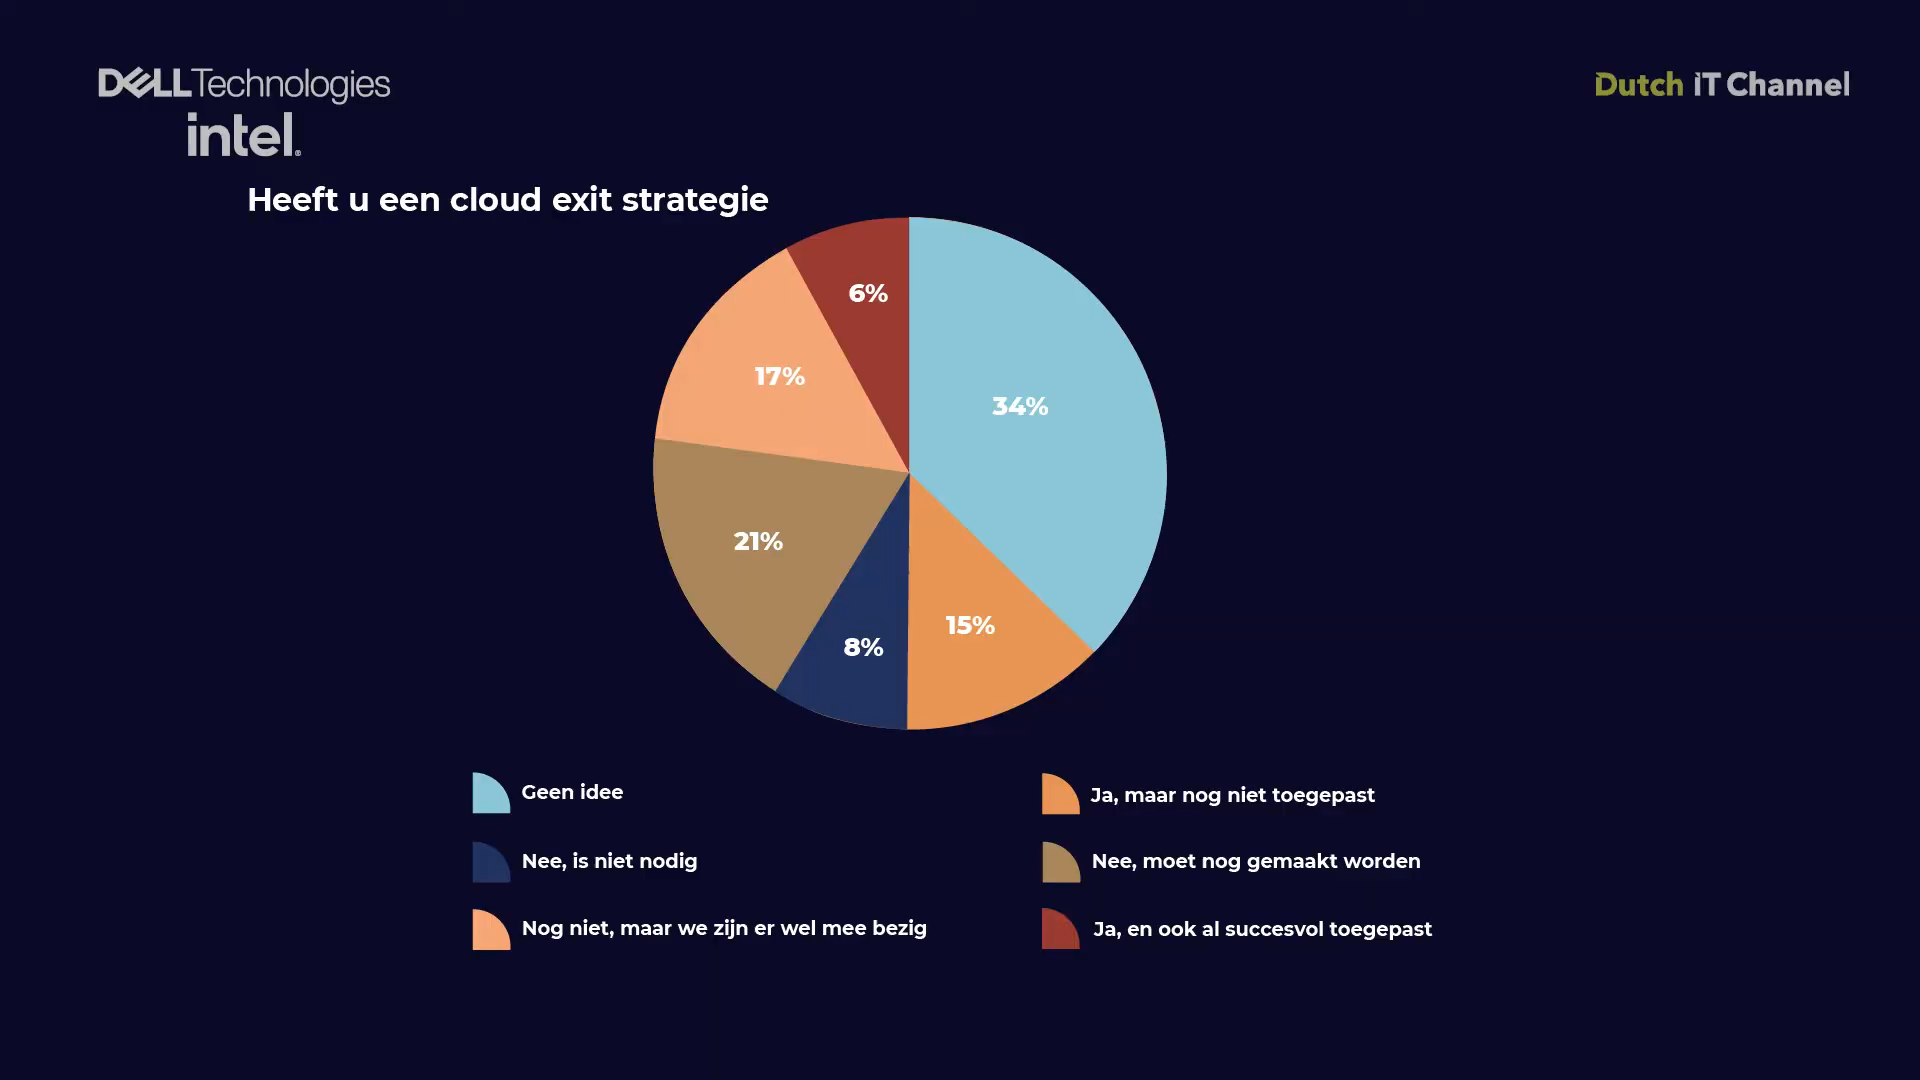 DELL Technologies
intel.
Dutch IT Channel
Heeft u een cloud exit strategie
6%
17%
34%
21%
15%
8%
Geen idee
Ja, maar nog niet toegepast
Nee, is niet nodig
Nee, moet nog gemaakt worden
Nog niet, maar we zijn er wel mee bezig
Ja, en ook al succesvol toegepast